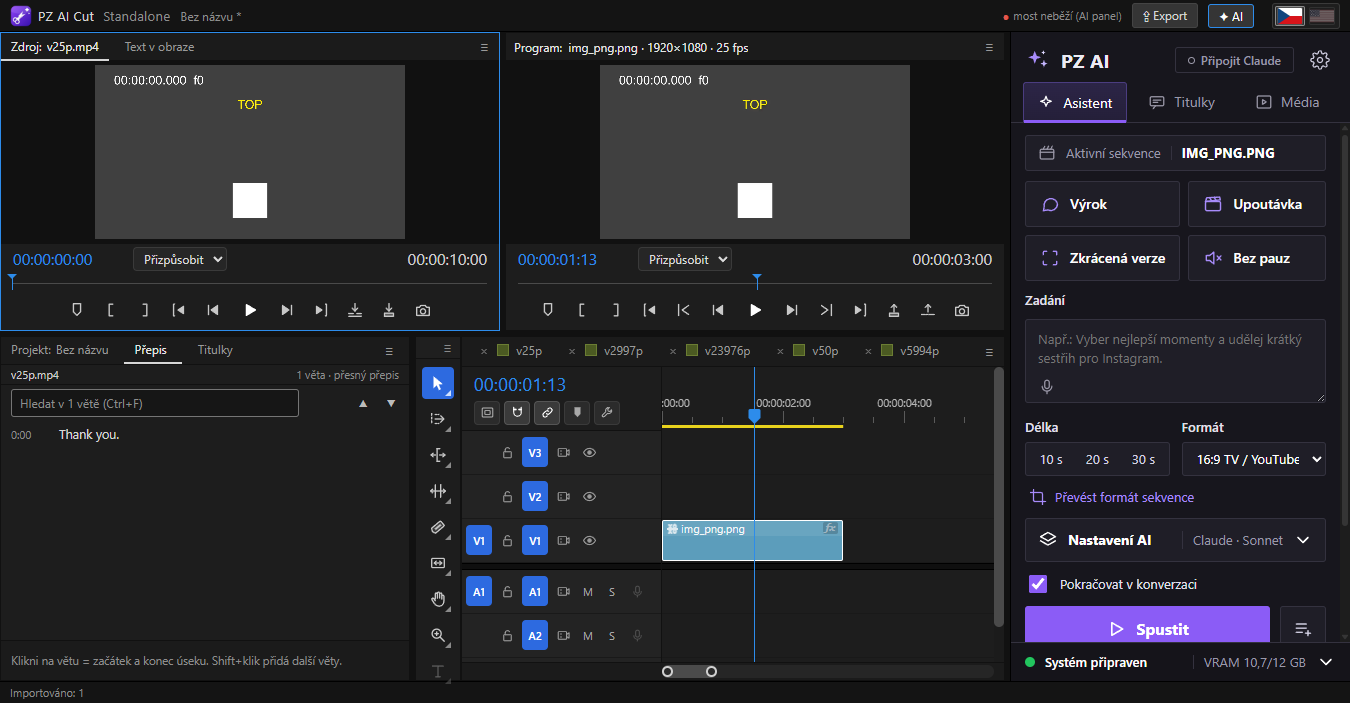 PZ AI Cut Standalone Bez názvu *
most neběží (AI panel) Export AI
Zdroj: v25p.mp4 Text v obraze
Program: img_png.png · 1920×1080 · 25 fps
00:00:00.000 f0
TOP
00:00:00.000 f0
TOP
00:00:00:00 Přizpůsobit 00:00:10:00
00:00:01:13 Přizpůsobit 00:00:03:00
Projekt: Bez názvu Přepis Titulky
v25p.mp4 1 věta · přesný přepis
Hledat v 1 větě (Ctrl+F)
0:00 Thank you.
Klikni na větu = začátek a konec úseku. Shift+klik přidá další věty.
× v25p × v2997p × v23976p × v50p × v5994p
00:00:01:13
:00:00 00:00:02:00 00:00:04:00
V3
V2
V1 V1
img_png.png fx
A1 A1 M S
A2 M S
PZ AI Připojit Claude
Asistent Titulky Média
Aktivní sekvence IMG_PNG.PNG
Výrok Upoutávka
Zkrácená verze Bez pauz
Zadání
Např.: Vyber nejlepší momenty a udělej krátký
sestřih pro Instagram.
Délka Formát
10 s 20 s 30 s 16:9 TV / YouTube
Převést formát sekvence
Nastavení AI Claude · Sonnet
Pokračovat v konverzaci
Spustit
Systém připraven VRAM 10,7/12 GB
Importováno: 1